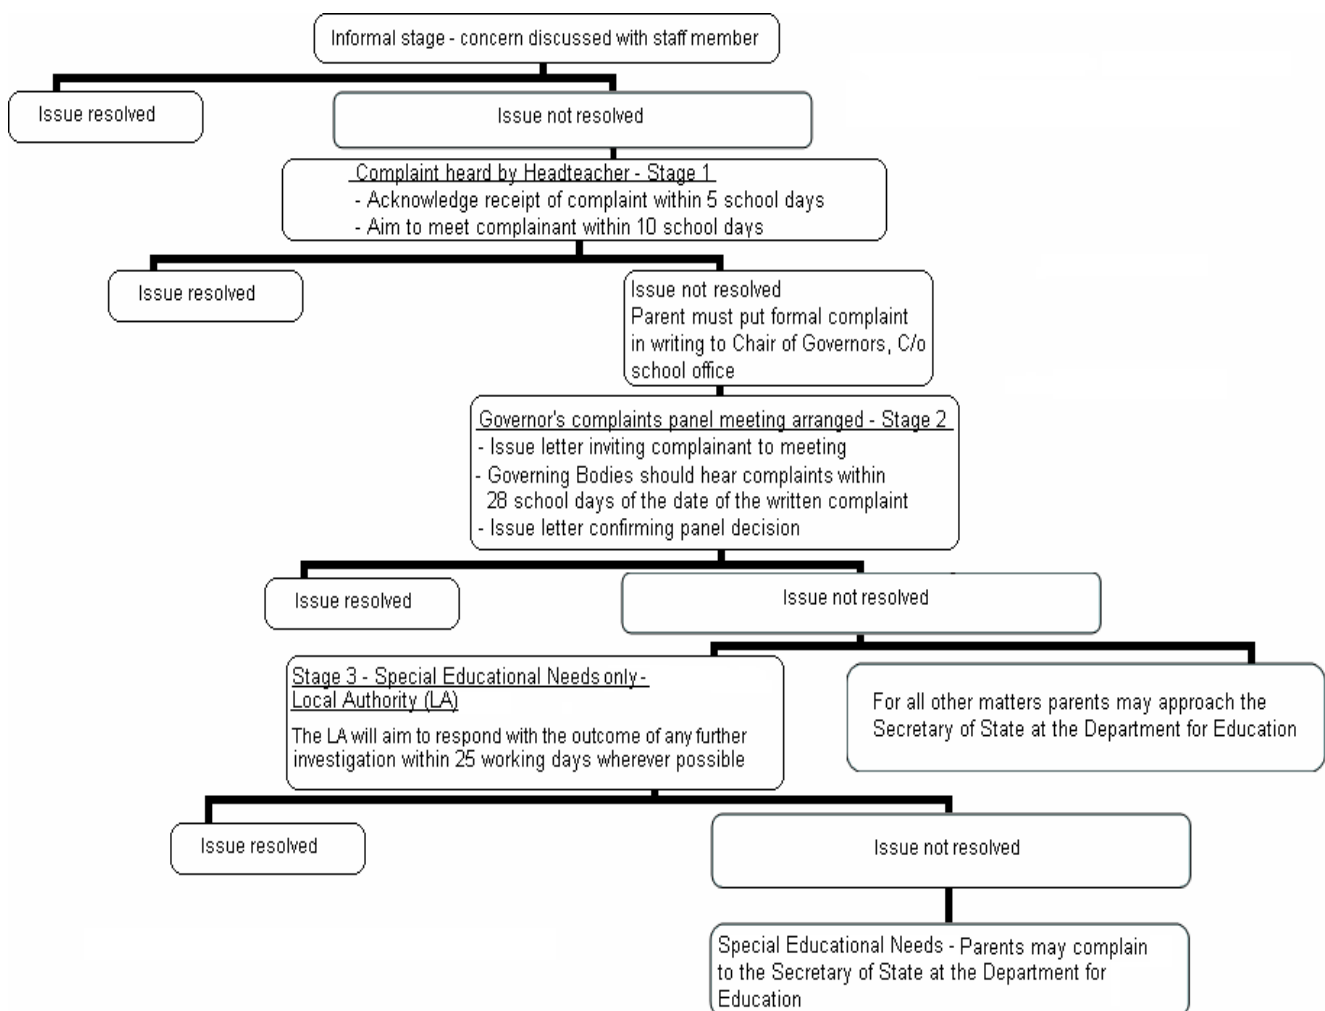 Informal stage - concern discussed with staff member
Issue resolved
Issue not resolved
Complaint heard by Headteacher - Stage 1
- Acknowledge receipt of complaint within 5 school days
- Aim to meet complainant within 10 school days
Issue resolved
Issue not resolved
Parent must put formal complaint
in writing to Chair of Governors, C/o
school office
Governor's complaints panel meeting arranged - Stage 2
- Issue letter inviting complainant to meeting
- Governing Bodies should hear complaints within
28 school days of the date of the written complaint
- Issue letter confirming panel decision
Issue resolved
Issue not resolved
Stage 3 - Special Educational Needs only -
Local Authority (LA)
The LA will aim to respond with the outcome of any further
investigation within 25 working days wherever possible
For all other matters parents may approach the
Secretary of State at the Department for Education
Issue resolved
Issue not resolved
Special Educational Needs - Parents may complain
to the Secretary of State at the Department for
Education